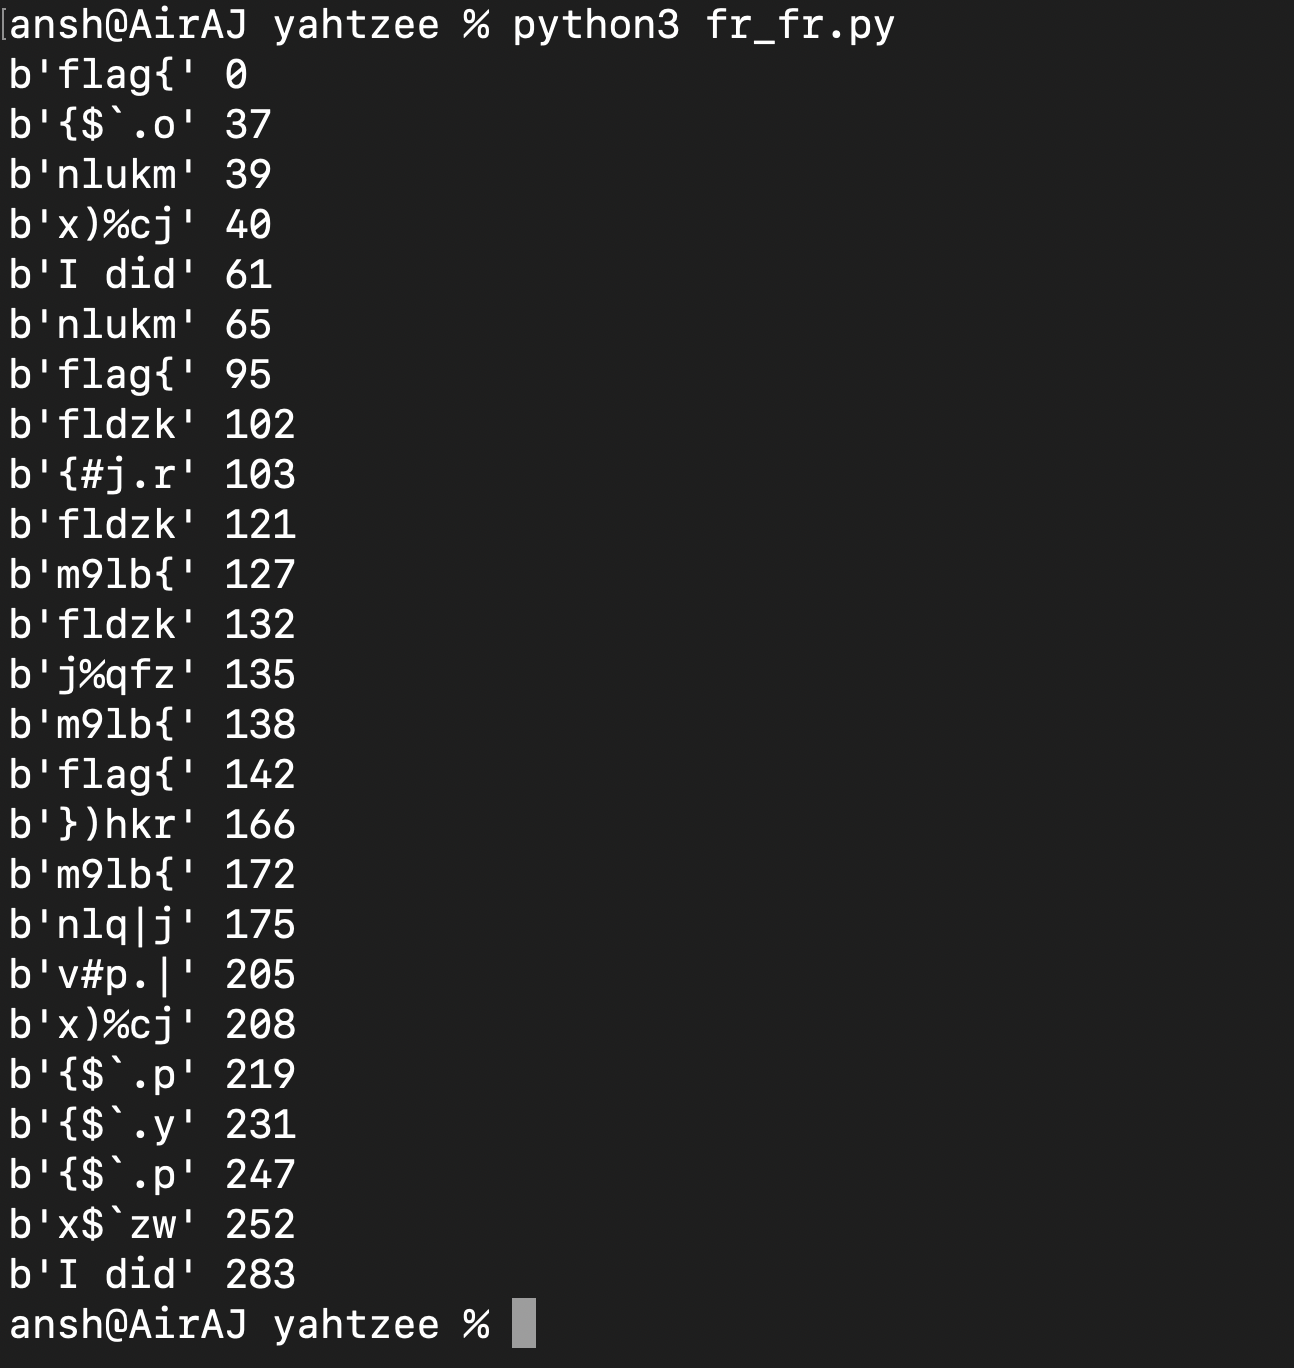 [ansh@AirAJ yahtzee % python3 fr_fr.py
b'flag{' 0
b'{$`.o' 37
b'nlukm' 39
b'x)%cj' 40
b'I did' 61
b'nlukm' 65
b'flag{' 95
b'fldzk' 102
b'{#j.r' 103
b'fldzk' 121
b'm9lb{' 127
b'fldzk' 132
b'j%qfz' 135
b'm9lb{' 138
b'flag{' 142
b'})hkr' 166
b'm9lb{' 172
b'nlq|j' 175
b'v#p.|' 205
b'x)%cj' 208
b'{$`.p' 219
b'{$`.y' 231
b'{$`.p' 247
b'x$`zw' 252
b'I did' 283
ansh@AirAJ yahtzee %